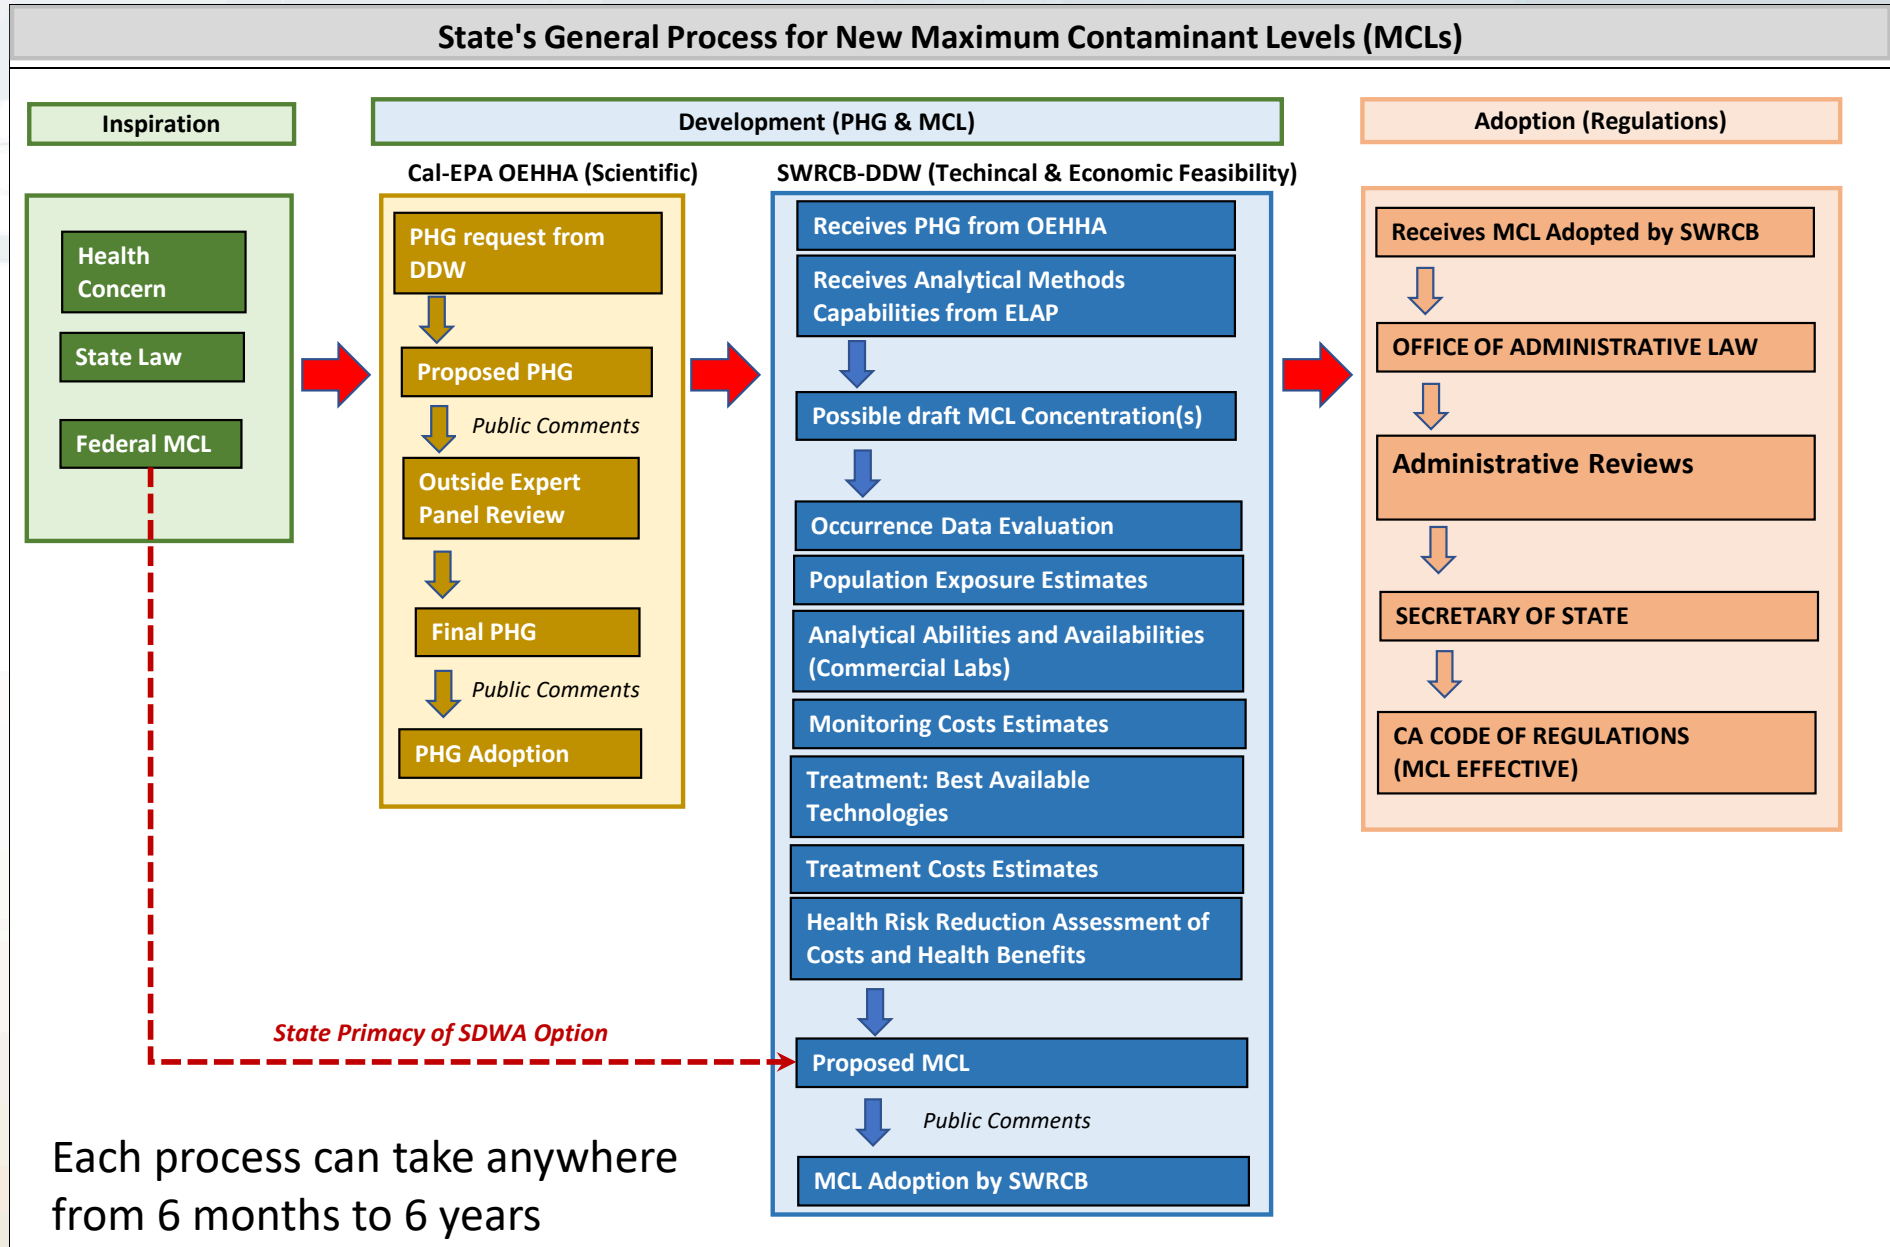 State's General Process for New Maximum Contaminant Levels (MCLs)
Inspiration
Health
Concern
State Law
Federal MCL
Development (PHG & MCL)
Cal-EPA OEHHA (Scientific)
PHG request from
DDW
Proposed PHG
Public Comments
Outside Expert
Panel Review
Final PHG
Public Comments
PHG Adoption
SWRCB-DDW (Techincal & Economic Feasibility)
Receives PHG from OEHHA
Receives Analytical Methods
Capabilities from ELAP
Possible draft MCL Concentration(s)
Occurrence Data Evaluation
Population Exposure Estimates
Analytical Abilities and Availabilities
(Commercial Labs)
Monitoring Costs Estimates
Treatment: Best Available
Technologies
Treatment Costs Estimates
Health Risk Reduction Assessment of
Costs and Health Benefits
State Primacy of SDWA Option
Proposed MCL
Public Comments
MCL Adoption by SWRCB
Adoption (Regulations)
Receives MCL Adopted by SWRCB
OFFICE OF ADMINISTRATIVE LAW
Administrative Reviews
SECRETARY OF STATE
CA CODE OF REGULATIONS
(MCL EFFECTIVE)
Each process can take anywhere
from 6 months to 6 years